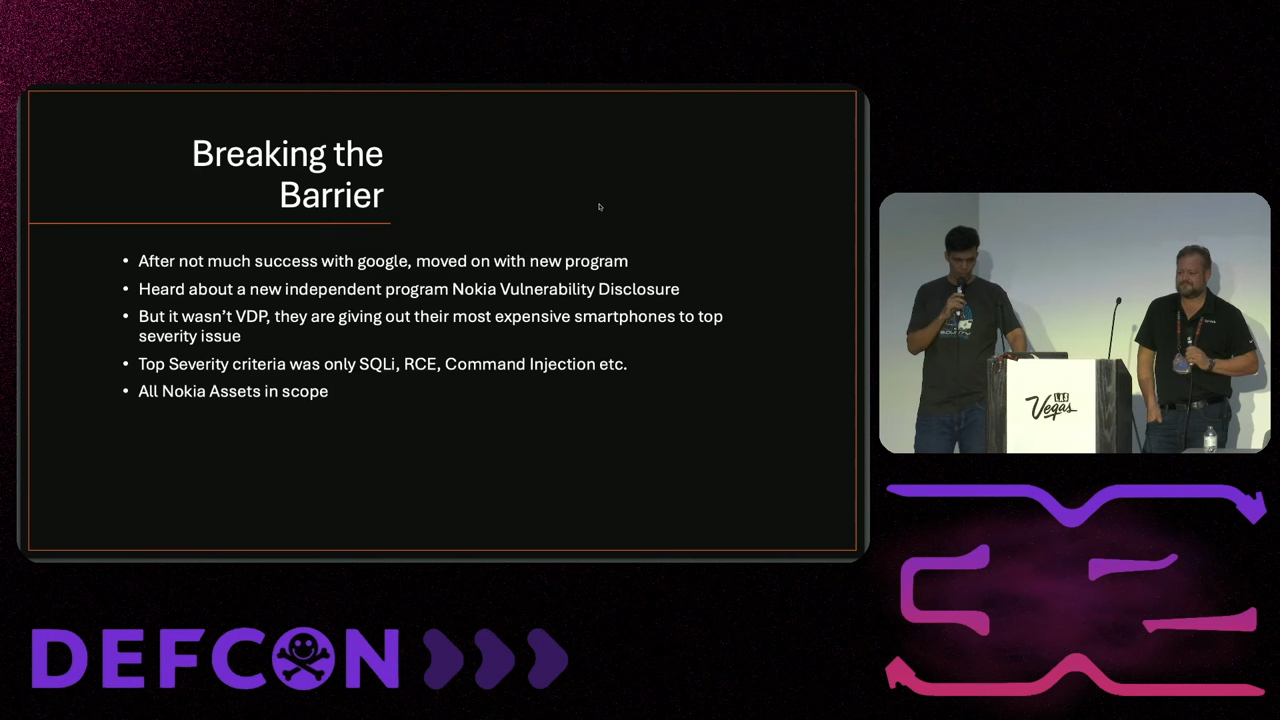 Breaking the
Barrier
• After not much success with google, moved on with new program
• Heard about a new independent program Nokia Vulnerability Disclosure
• But it wasn’t VDP, they are giving out their most expensive smartphones to top
severity issue
• Top Severity criteria was only SQLi, RCE, Command Injection etc.
• All Nokia Assets in scope
LAS
Vegas
DEFCON